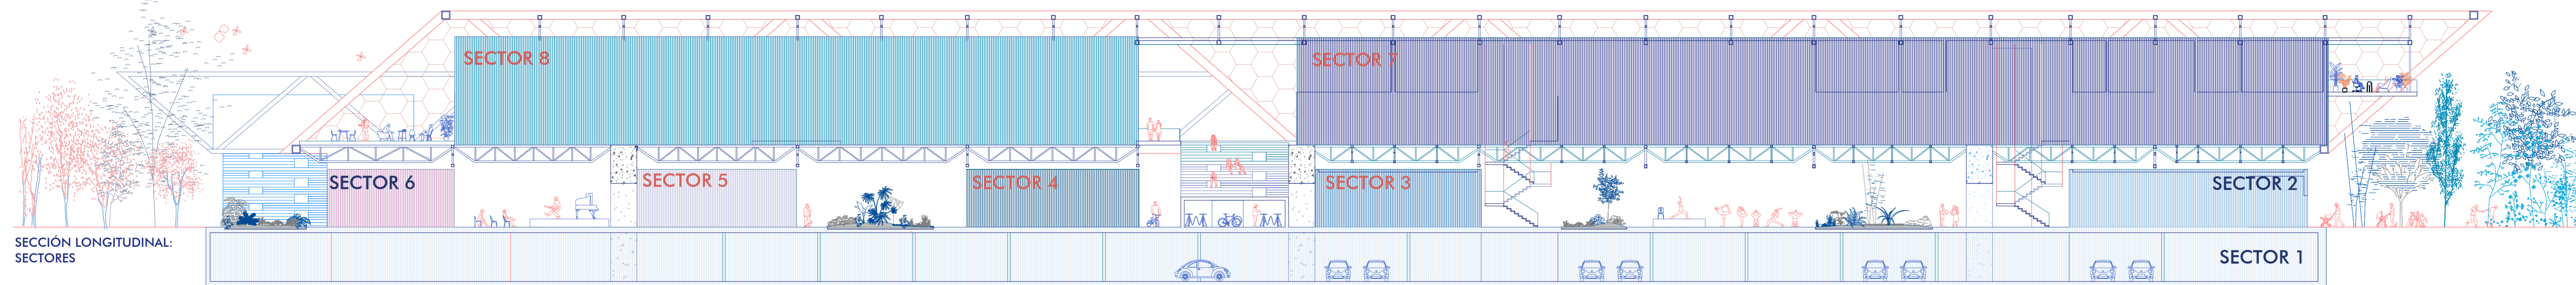 SECTOR 8
SECTOR 7
SECTOR 6
SECTOR 5
SECTOR 4
SECTOR 3
SECTOR 2
SECCIÓN LONGITUDINAL:
SECTORES
SECTOR 1